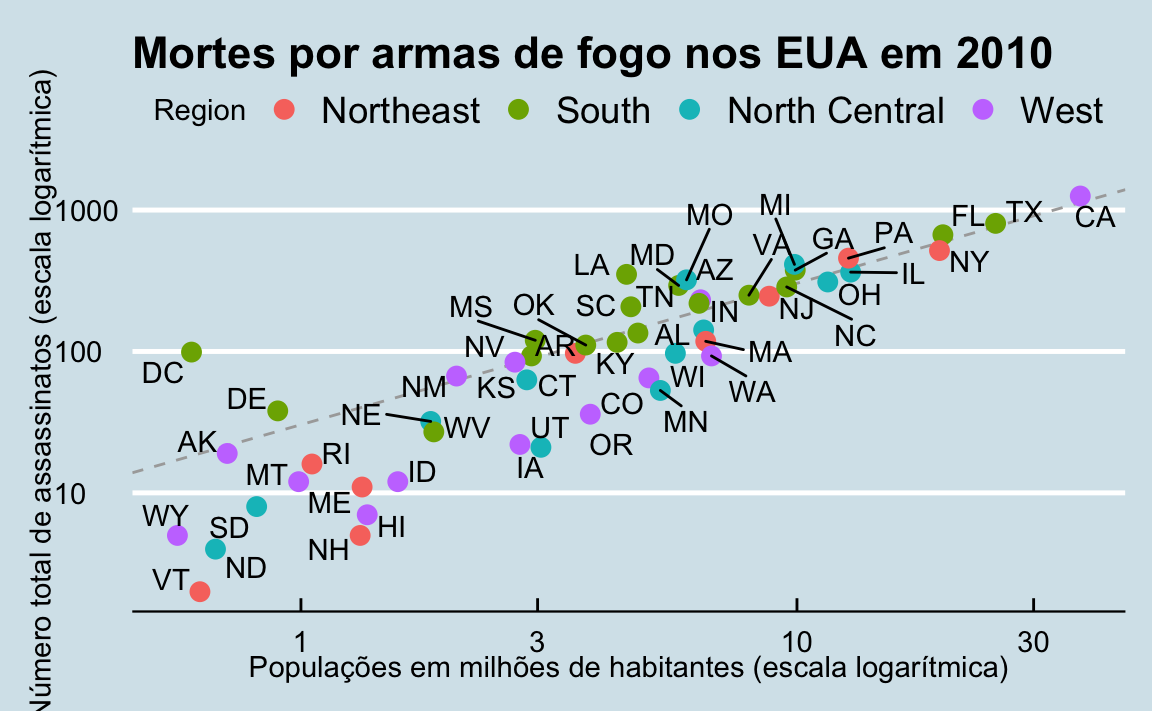 Mortes por armas de fogo nos EUA em 2010
Region Northeast South North Central West
Número total de assassinatos (escala logarítmica)
1000
100
10
CA
TX
FL
NY
MI
MO
GA
PA
VA
MD
LA
AZ
IL
TN
SC
OH
IN
NJ
NC
MS
OK
AL
AR
NV
KY
MA
DC
WI
WA
NM
KS
CT
CO
DE
NE
WV
MN
UT
OR
AK
RI
IA
MT
ID
ME
WY
SD
HI
NH
ND
VT
1 3 10 30
Populações em milhões de habitantes (escala logarítmica)